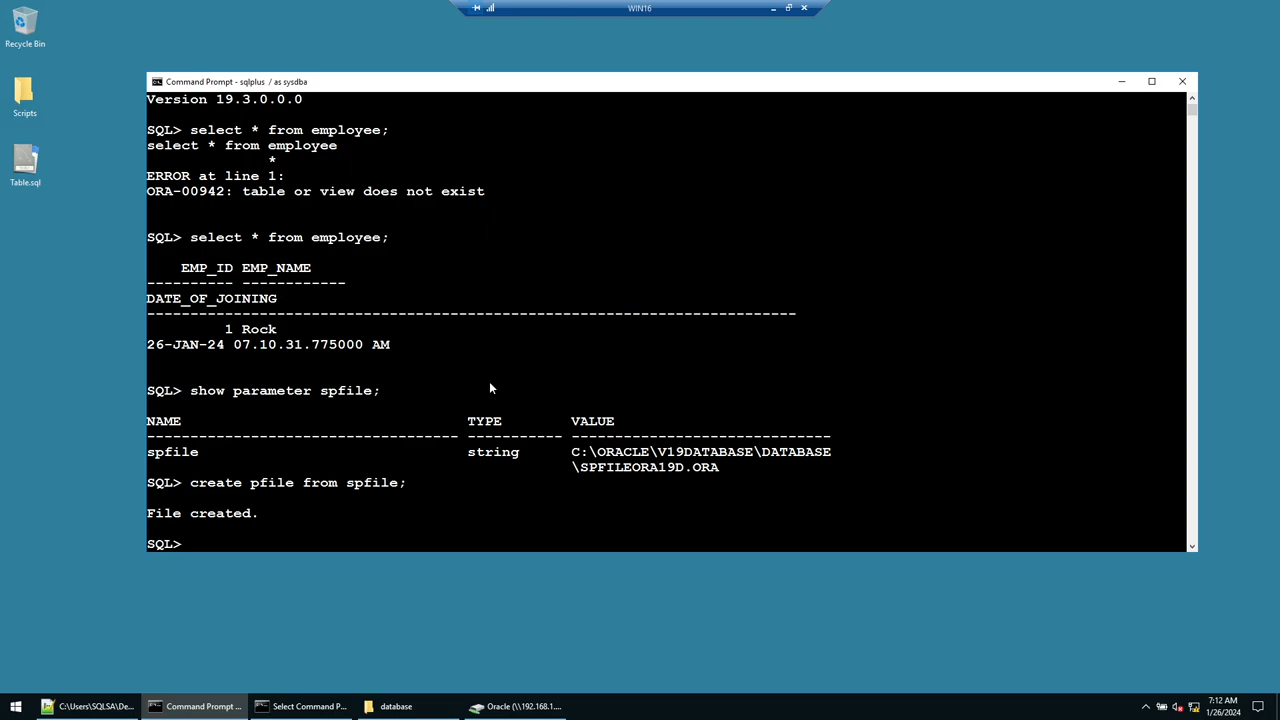 WIN16
Recycle Bin
Scripts
Table.sql
Command Prompt - sqlplus / as sysdba
Version 19.3.0.0.0
SQL> select * from employee;
select * from employee
*
ERROR at line 1:
ORA-00942: table or view does not exist
SQL> select * from employee;
EMP_ID EMP_NAME
---------- ------------
DATE_OF_JOINING
---------------------------------------------------------------------------
1 Rock
26-JAN-24 07.10.31.775000 AM
SQL> show parameter spfile;
NAME TYPE VALUE
------------------------------------ ----------- ------------------------------
spfile string C:\ORACLE\V19DATABASE\DATABASE
\SPFILEORA19D.ORA
SQL> create pfile from spfile;
File created.
SQL>
C:\Users\SQLSA\De...
Command Prompt ...
Select Command P...
database
Oracle (\\192.168.1....
7:12 AM
1/26/2024